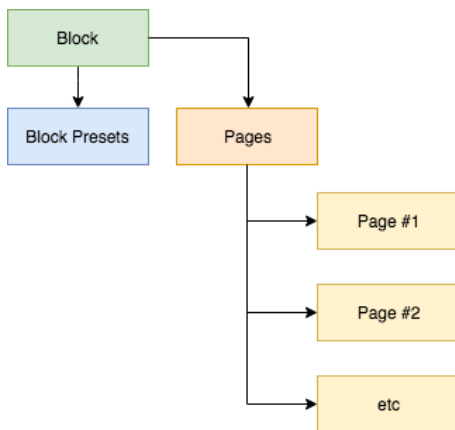 Block
Block Presets
Pages
Page #1
Page #2
etc